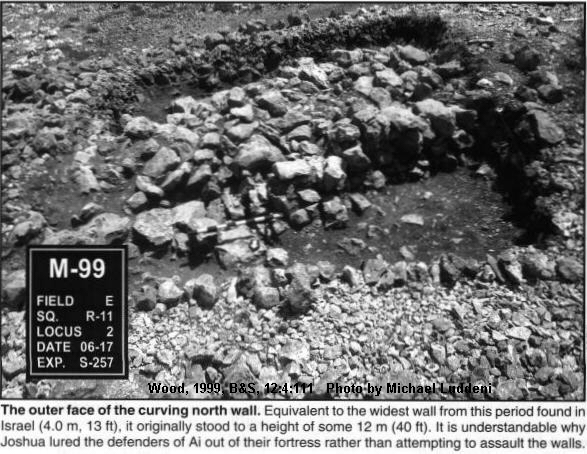 M-99
FIELD E
SQ. R-11
LOCUS 2
DATE 06-17
EXP. S-257
Wood, 1999, B&S, 12:4:111 Photo by Michael Luddeni
The outer face of the curving north wall. Equivalent to the widest wall from this period found in
Israel (4.0 m, 13 ft), it originally stood to a height of some 12 m (40 ft). It is understandable why
Joshua lured the defenders of Ai out of their fortress rather than attempting to assault the walls.